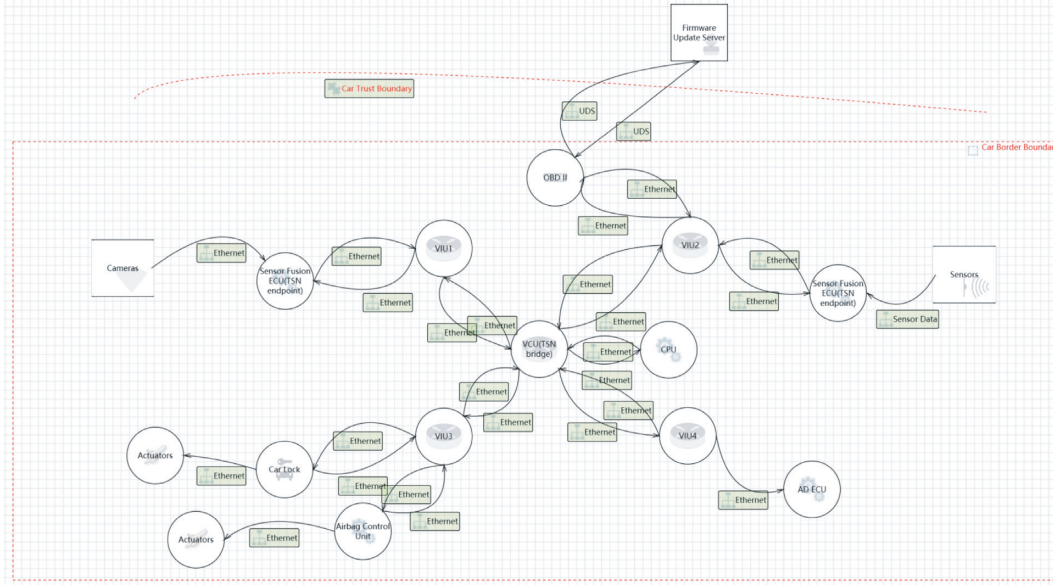 Firmware
Update Server
Car Trust Boundary
UDS
UDS
Car Border Boundar
OBD II
Ethernet
Ethernet
Ethernet
Ethernet
VIU1
VIU2
Ethernet
Cameras
Sensor Fusion
ECU(TSN
endpoint)
Sensors
Sensor Fusion
ECU(TSN
endpoint)
Ethernet
Ethernet
Ethernet
Sensor Data
Ethernet
Ethernet
Ethernet
VCU(TSN
bridge)
Ethernet
CPU
Ethernet
Ethernet
Ethernet
Ethernet
Ethernet
VIU3
Ethernet
VIU4
Ethernet
Actuators
Car Lock
Ethernet
Ethernet
Ethernet
AD ECU
Ethernet
Ethernet
Airbag Control
Unit
Actuators
Ethernet